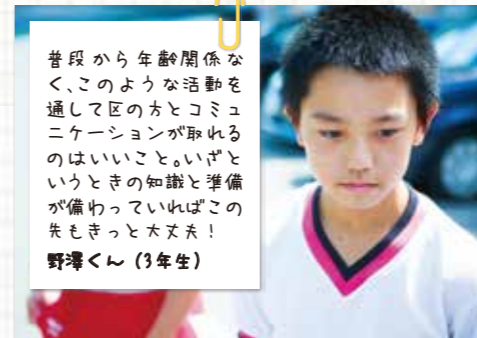 普段から年齢関係な
く、このような活動を
通して区の方とコミュ
ニケーションが取れる
のはいいこと。いざと
いうときの知識と準備
が備わっていればこの
先もきっと大丈夫！
野澤くん（3年生）